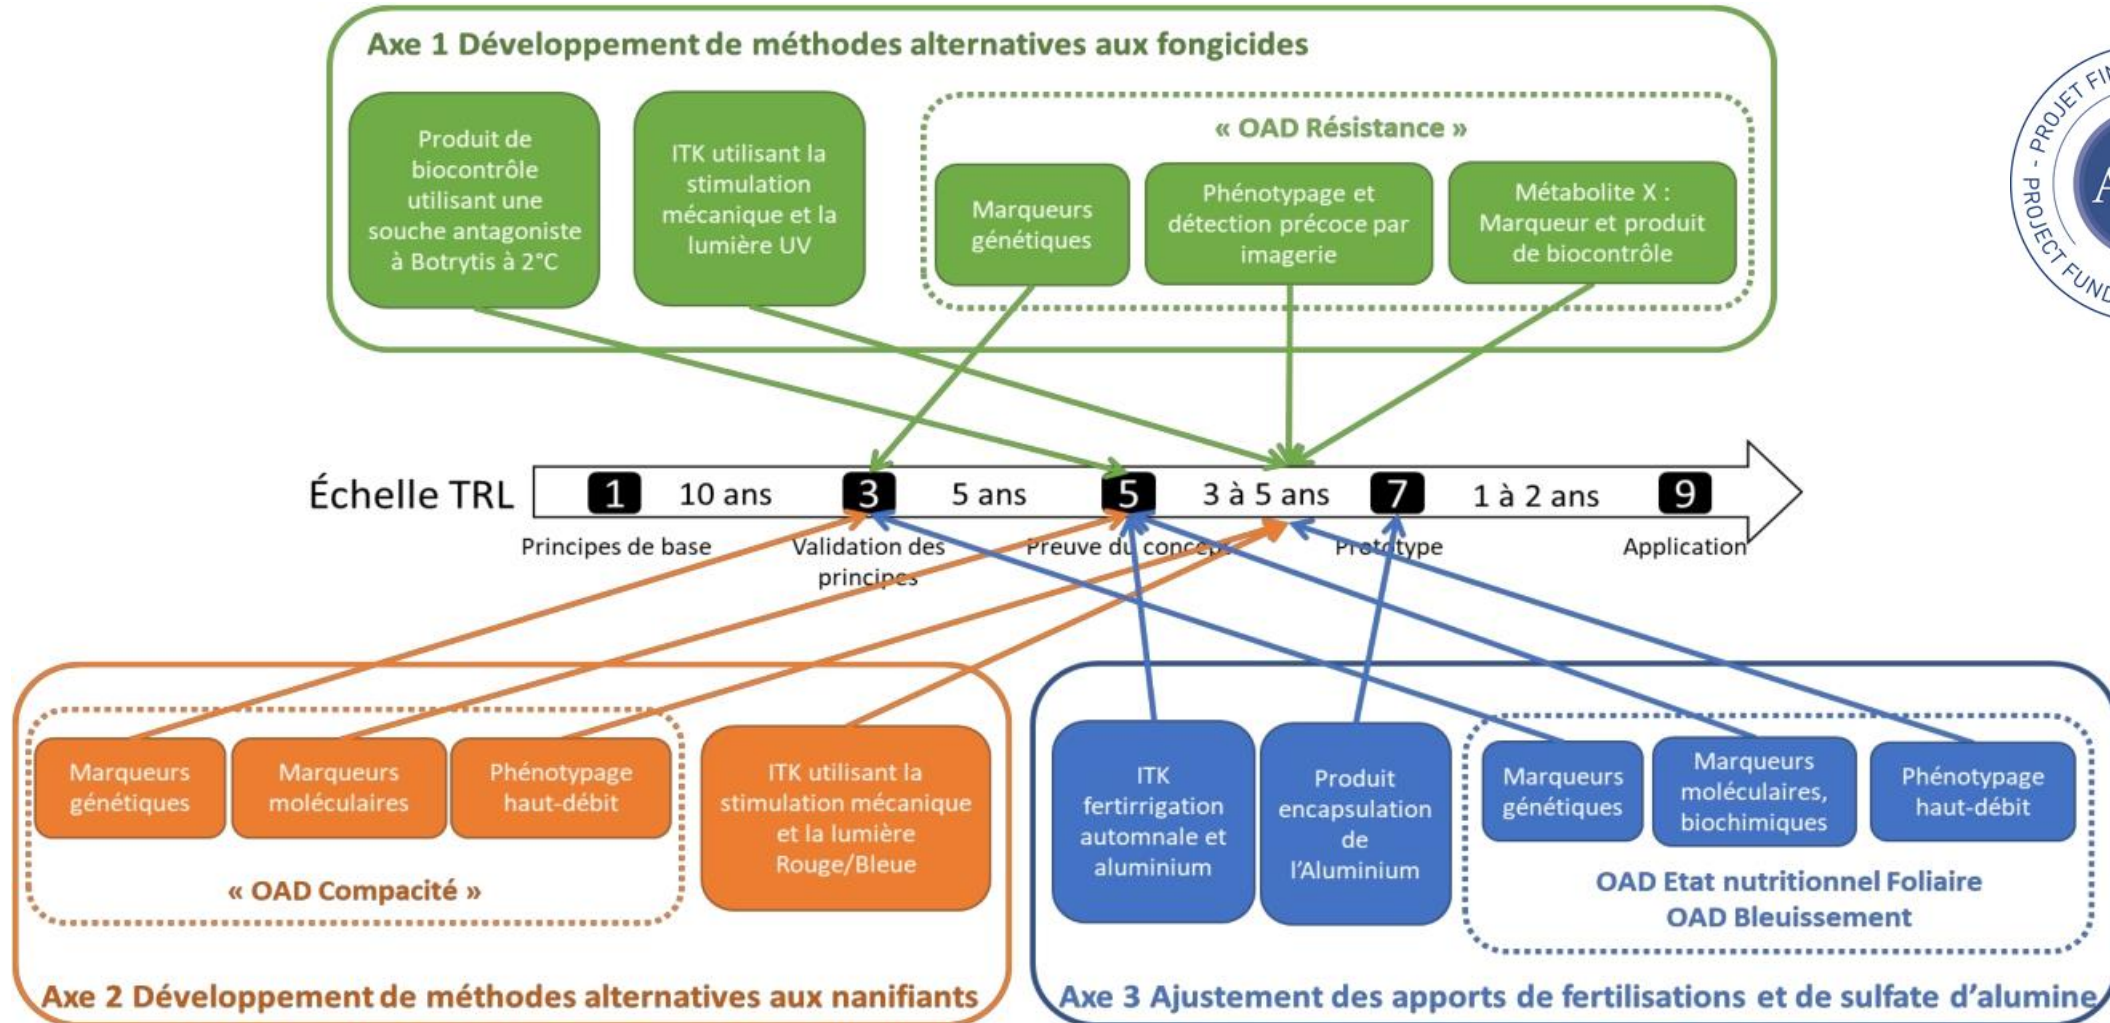 Axe 1 Développement de méthodes alternatives aux fongicides
Produit de
biocontrôle
utilisant une
souche antagoniste
à Botrytis à 2°C
ITK utilisant la
stimulation
mécanique et la
lumière UV
« OAD Résistance »
Marqueurs
génétiques
Phénotypage et
détection précoce par
imagerie
Métabolite X :
Marqueur et produit
de biocontrôle
- PROJET
PROJECT
Échelle TRL
1 10 ans 3 5 ans 5 3 à 5 ans 7 1 à 2 ans 9
Principes de base
Validation des
principes
Preuve du concept
Prototype
Application
Marqueurs
génétiques
Marqueurs
moléculaires
Phénotypage
haut-débit
« OAD Compacité »
ITK utilisant la
stimulation mécanique
et la lumière
Rouge/Bleue
Axe 2 Développement de méthodes alternatives aux nanifiants
ITK
fertirrigation
automnale et
aluminium
Produit
encapsulation
de
l'Aluminium
Marqueurs
génétiques
Marqueurs
moléculaires,
biochimiques
Phénotypage
haut-débit
OAD Etat nutritionnel Foliaire
OAD Bleuissement
Axe 3 Ajustement des apports de fertilisations et de sulfate d'alumine